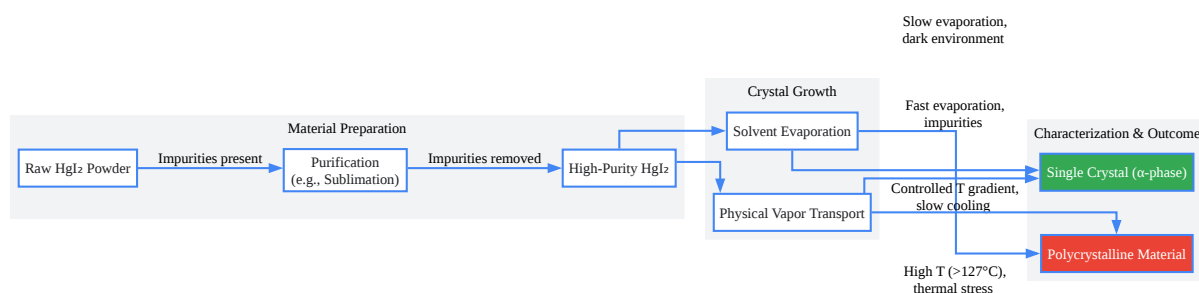 Slow evaporation,
dark environment
Crystal Growth
Fast evaporation,
impurities
Material Preparation
Solvent Evaporation
Characterization & Outcome
Raw HgI₂ Powder
Impurities present
Purification
(e.g., Sublimation)
Impurities removed
High-Purity HgI₂
Single Crystal (α-phase)
Controlled T gradient,
slow cooling
Physical Vapor Transport
Polycrystalline Material
High T (>127°C),
thermal stress